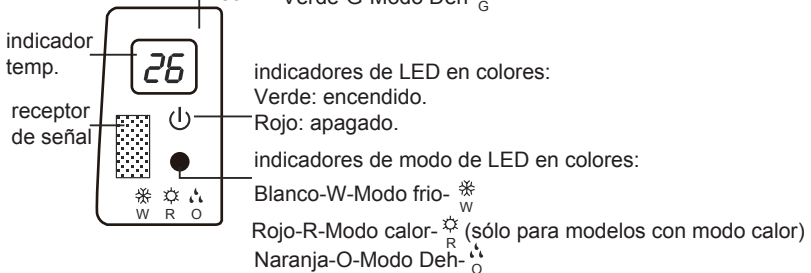 Verde-G-Modo Deh- G
indicador
temp.
26
receptor
de señal
W R O
indicadores de LED en colores:
Verde: encendido.
Rojo: apagado.
indicadores de modo de LED en colores:
Blanco-W-Modo frio- W
Rojo-R-Modo calor- R (sólo para modelos con modo calor)
Naranja-O-Modo Deh- O